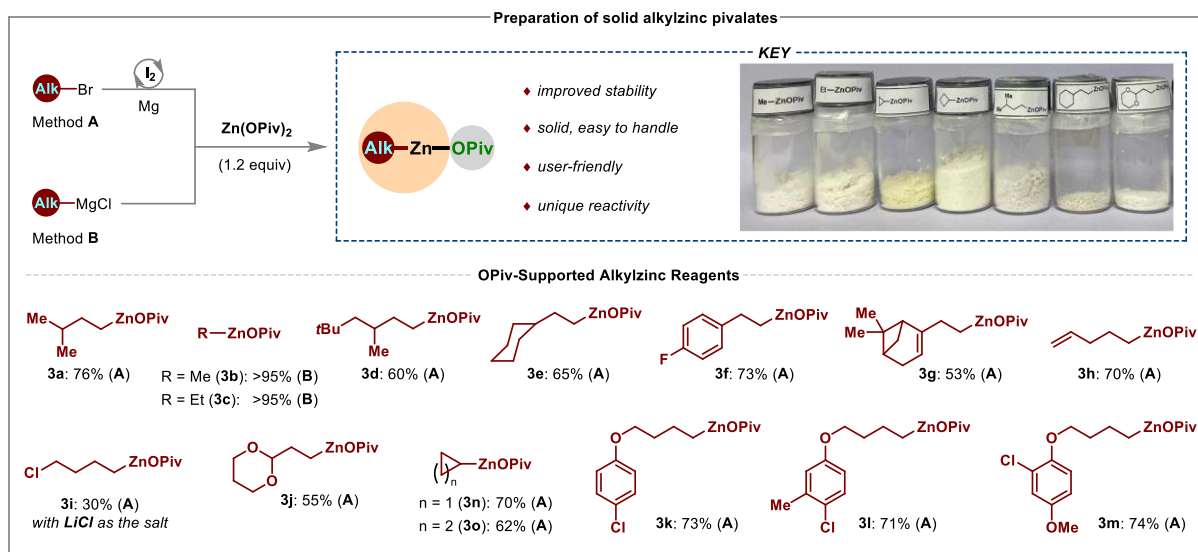 Preparation of solid alkylzinc pivalates
KEY
Alk–Br
I2
Mg
Method A
Zn(OPiv)2
(1.2 equiv)
Alk–MgCl
Method B
Alk–Zn–OPiv
♦ improved stability
♦ solid, easy to handle
♦ user-friendly
♦ unique reactivity
Me–ZnOPiv
Et–ZnOPiv
ZnOPiv
ZnOPiv
Me
Me
ZnOPiv
ZnOPiv
ZnOPiv
OPiv-Supported Alkylzinc Reagents
Me
Me
ZnOPiv
3a: 76% (A)
R–ZnOPiv
R = Me (3b): >95% (B)
R = Et (3c): >95% (B)
tBu
Me
ZnOPiv
3d: 60% (A)
ZnOPiv
3e: 65% (A)
F
ZnOPiv
3f: 73% (A)
Me
Me
ZnOPiv
3g: 53% (A)
ZnOPiv
3h: 70% (A)
Cl
ZnOPiv
3i: 30% (A)
with LiCl as the salt
O
O
ZnOPiv
3j: 55% (A)
( )n
ZnOPiv
n = 1 (3n): 70% (A)
n = 2 (3o): 62% (A)
O
ZnOPiv
Cl
3k: 73% (A)
O
ZnOPiv
Me
Cl
3l: 71% (A)
O
ZnOPiv
Cl
OMe
3m: 74% (A)